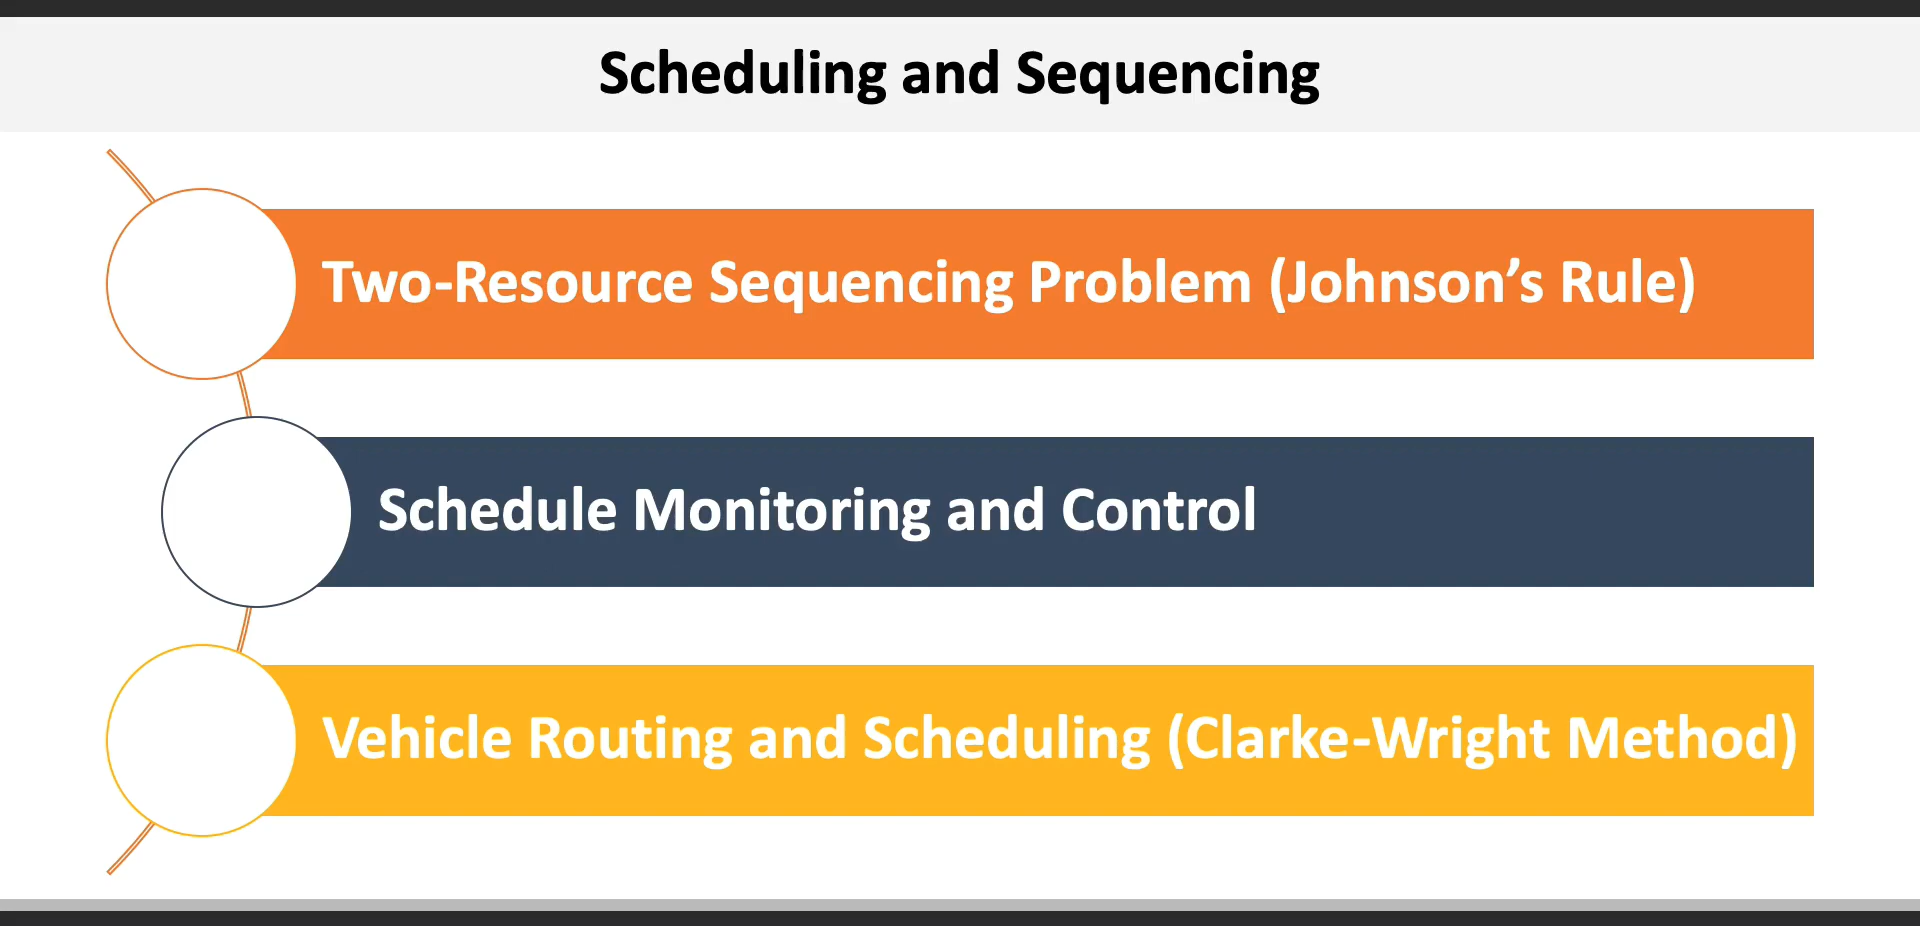 Scheduling and Sequencing
Two-Resource Sequencing Problem (Johnson’s Rule)
Schedule Monitoring and Control
Vehicle Routing and Scheduling (Clarke-Wright Method)